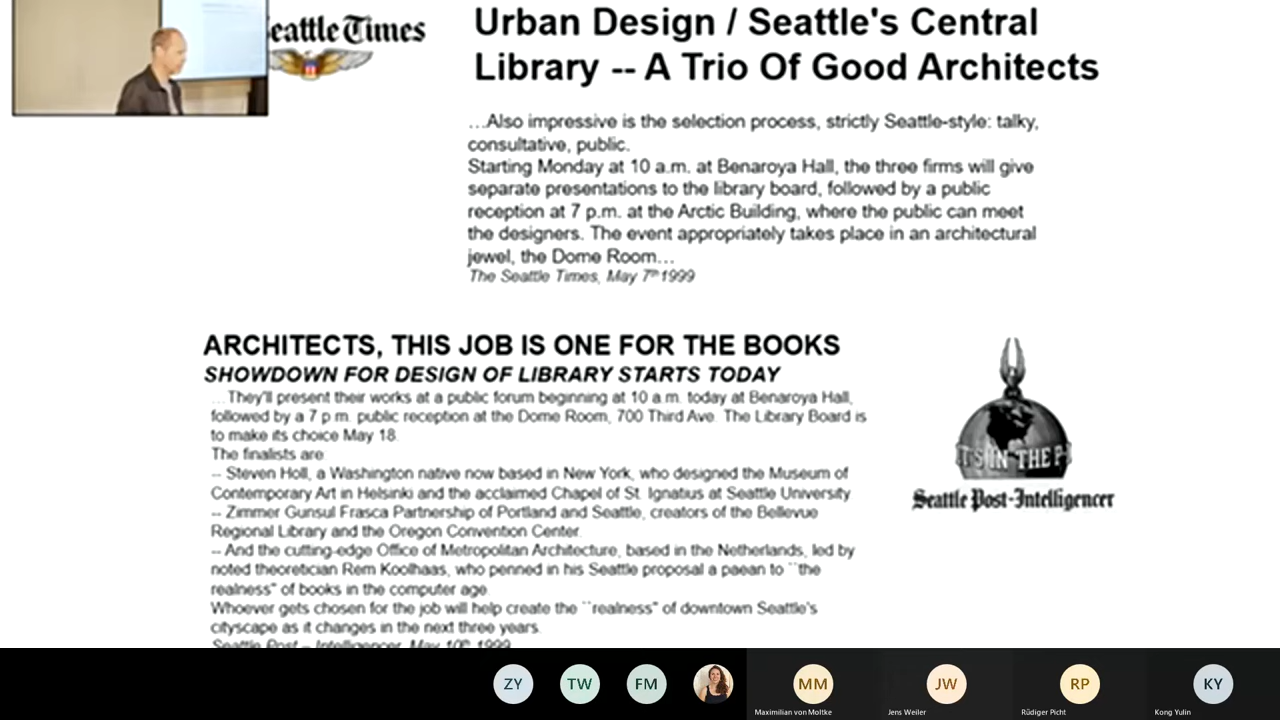 eattle Times
Urban Design / Seattle's Central
Library -- A Trio Of Good Architects
…Also impressive is the selection process, strictly Seattle-style: talky,
consultative, public.
Starting Monday at 10 a.m. at Benaroya Hall, the three firms will give
separate presentations to the library board, followed by a public
reception at 7 p.m. at the Arctic Building, where the public can meet
the designers. The event appropriately takes place in an architectural
jewel, the Dome Room…
The Seattle Times, May 7th 1999
ARCHITECTS, THIS JOB IS ONE FOR THE BOOKS
SHOWDOWN FOR DESIGN OF LIBRARY STARTS TODAY
…They'll present their works at a public forum beginning at 10 a.m. today at Benaroya Hall,
followed by a 7 p.m. public reception at the Dome Room, 700 Third Ave. The Library Board is
to make its choice May 18.
The finalists are
-- Steven Holl, a Washington native now based in New York, who designed the Museum of
Contemporary Art in Helsinki and the acclaimed Chapel of St. Ignatius at Seattle University
-- Zimmer Gunsul Frasca Partnership of Portland and Seattle, creators of the Bellevue
Regional Library and the Oregon Convention Center.
-- And the cutting-edge Office of Metropolitan Architecture, based in the Netherlands, led by
noted theoretician Rem Koolhaas, who penned in his Seattle proposal a paean to ``the
realness'' of books in the computer age.
Whoever gets chosen for the job will help create the ``realness'' of downtown Seattle's
cityscape as it changes in the next three years.
Seattle Post – Intelligencer, May 10th, 1999
IT'S IN THE P-
Seattle Post-Intelligencer
ZY
TW
FM
MM
JW
RP
KY
Maximilian von Moltke
Jens Weiler
Rüdiger Picht
Kong Yulin